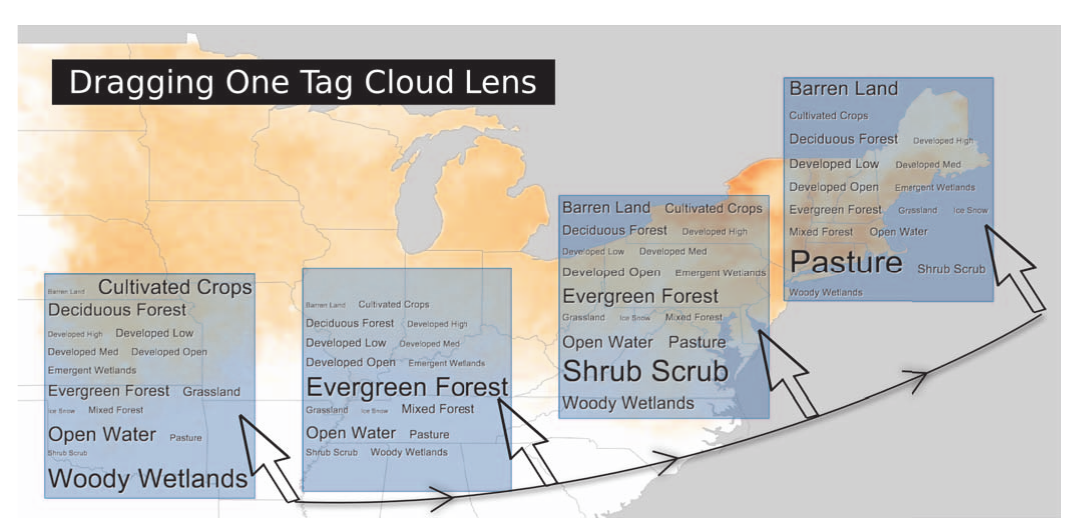 Dragging One Tag Cloud Lens
Barren Land Cultivated Crops
Deciduous Forest
Developed High Developed Low
Developed Med Developed Open
Emergent Wetlands
Evergreen Forest Grassland
Ice Snow Mixed Forest
Open Water Pasture
Shrub Scrub
Woody Wetlands
Barren Land Cultivated Crops
Deciduous Forest Developed High
Developed Low Developed Med
Developed Open Emergent Wetlands
Evergreen Forest
Grassland Ice Snow Mixed Forest
Open Water Pasture
Shrub Scrub Woody Wetlands
Barren Land Cultivated Crops
Deciduous Forest Developed High
Developed Low Developed Med
Developed Open Emergent Wetlands
Evergreen Forest
Grassland Ice Snow Mixed Forest
Open Water Pasture
Shrub Scrub
Woody Wetlands
Barren Land
Cultivated Crops
Deciduous Forest Developed High
Developed Low Developed Med
Developed Open Emergent Wetlands
Evergreen Forest Grassland Ice Snow
Mixed Forest Open Water
Pasture Shrub Scrub
Woody Wetlands